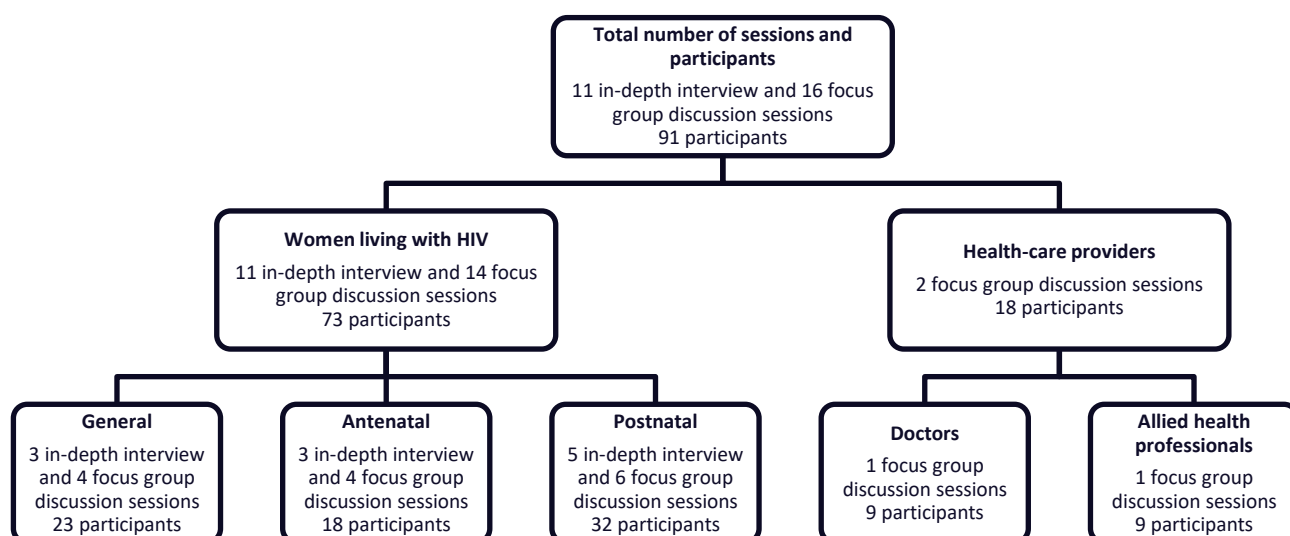 Total number of sessions and
participants
11 in-depth interview and 16 focus
group discussion sessions
91 participants
Women living with HIV
11 in-depth interview and 14 focus
group discussion sessions
73 participants
Health-care providers
2 focus group discussion sessions
18 participants
General
3 in-depth interview
and 4 focus group
discussion sessions
23 participants
Antenatal
3 in-depth interview
and 4 focus group
discussion sessions
18 participants
Postnatal
5 in-depth interview
and 6 focus group
discussion sessions
32 participants
Doctors
1 focus group
discussion sessions
9 participants
Allied health
professionals
1 focus group
discussion sessions
9 participants